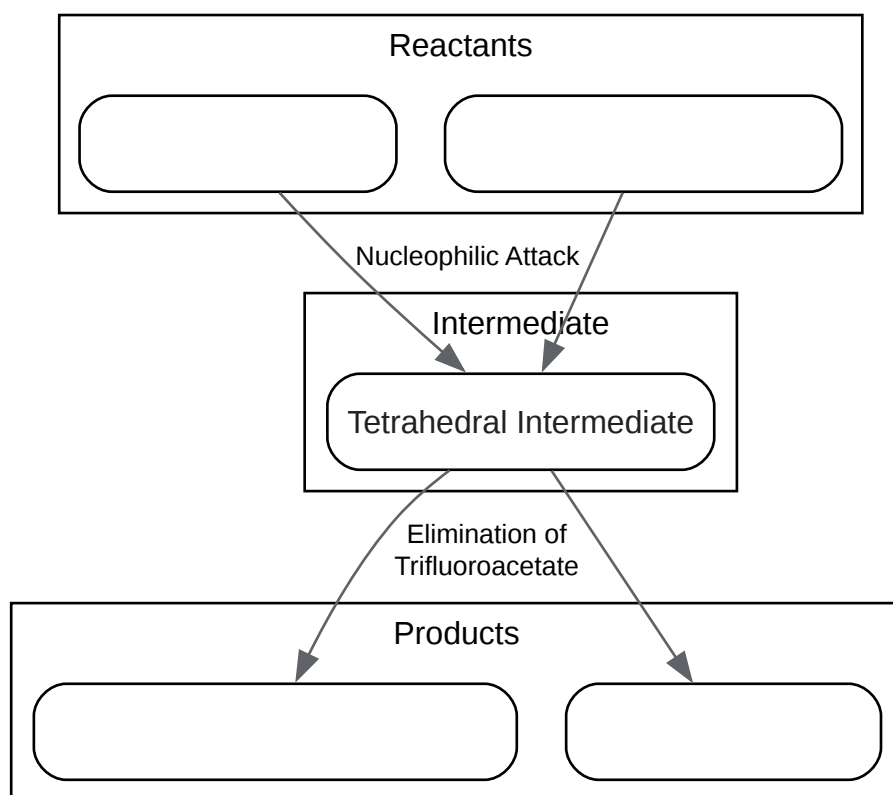 Reactants
Nucleophilic Attack
Intermediate
Tetrahedral Intermediate
Elimination of
Trifluoroacetate
Products